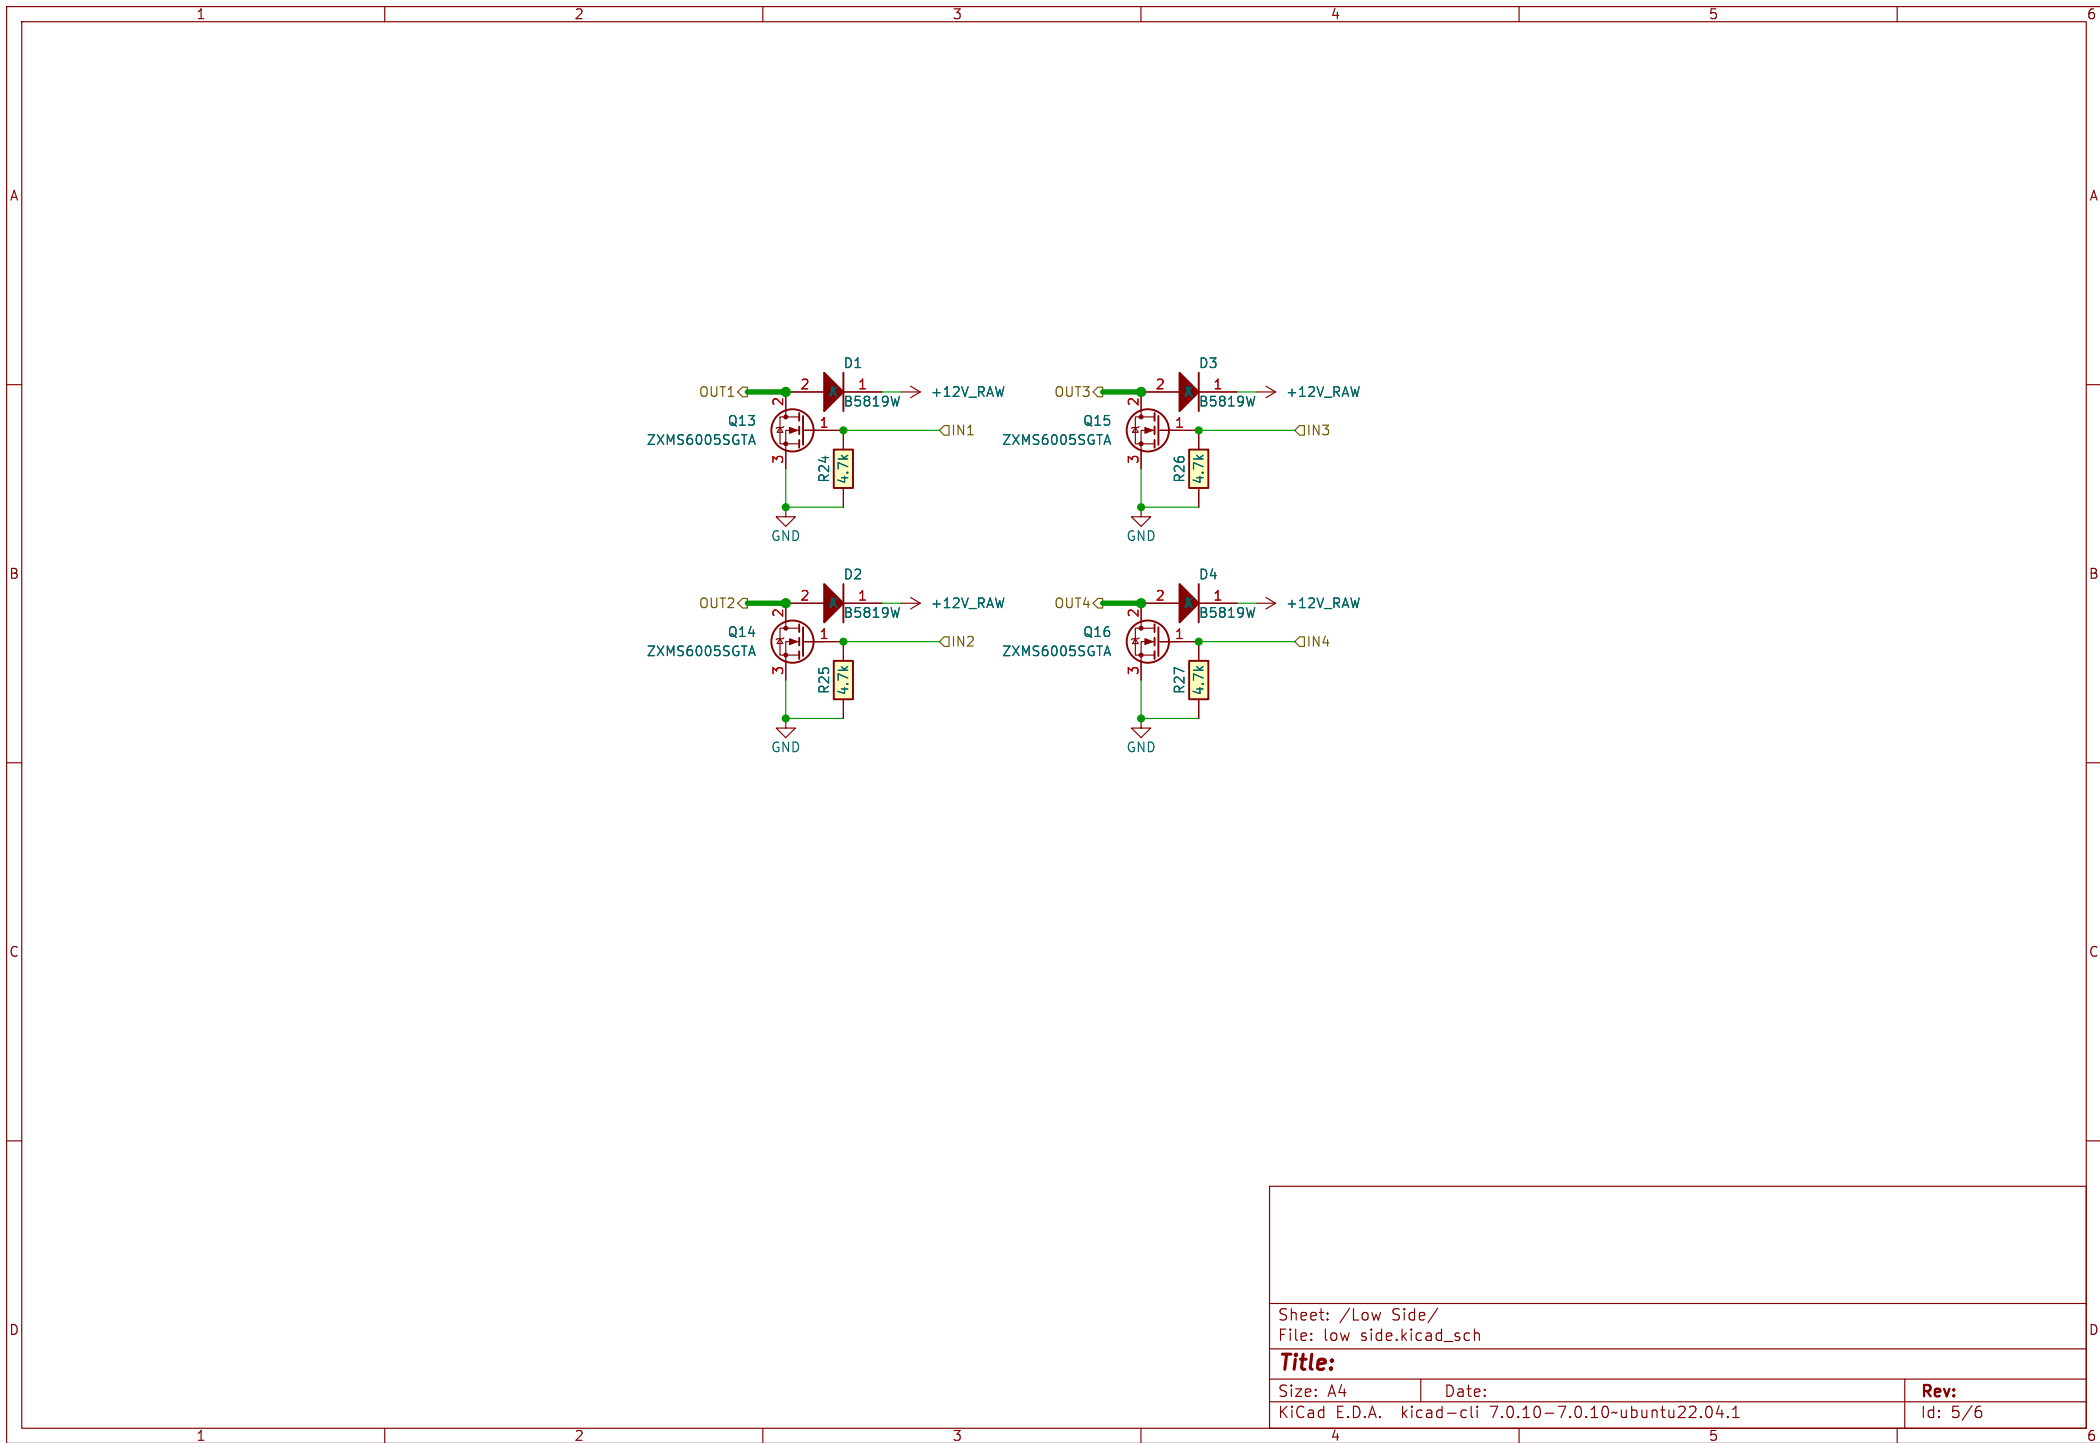 1 2 3 4 5 6
A A
D1 D3
OUT1 2 1 +12V_RAW OUT3 2 1 +12V_RAW
B5819W B5819W
2 2
Q13 1 IN1 Q15 1 IN3
ZXMS6005SGTA ZXMS6005SGTA
3 R24 4.7k 3 R26 4.7k
GND GND
B B
D2 D4
OUT2 2 1 +12V_RAW OUT4 2 1 +12V_RAW
B5819W B5819W
2 2
Q14 1 IN2 Q16 1 IN4
ZXMS6005SGTA ZXMS6005SGTA
3 R25 4.7k 3 R27 4.7k
GND GND
C C
Sheet: /Low Side/
D D
File: low side.kicad_sch
Title:
Size: A4 Date: Rev:
KiCad E.D.A. kicad-cli 7.0.10-7.0.10~ubuntu22.04.1 Id: 5/6
1 2 3 4 5 6